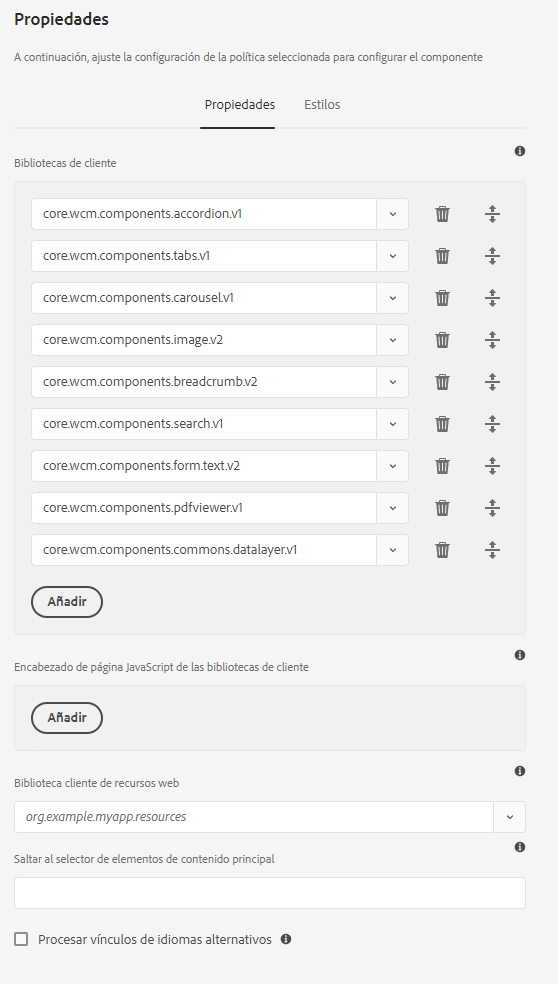 Propiedades
A continuación, ajuste la configuración de la política seleccionada para configurar el componente
Propiedades Estilos
Bibliotecas de cliente
core.wcm.components.accordion.v1
core.wcm.components.tabs.v1
core.wcm.components.carousel.v1
core.wcm.components.image.v2
core.wcm.components.breadcrumb.v2
core.wcm.components.search.v1
core.wcm.components.form.text.v2
core.wcm.components.pdfviewer.v1
core.wcm.components.commons.datalayer.v1
Añadir
Encabezado de página JavaScript de las bibliotecas de cliente
Añadir
Biblioteca cliente de recursos web
org.example.myapp.resources
Saltar al selector de elementos de contenido principal
Procesar vínculos de idiomas alternativos